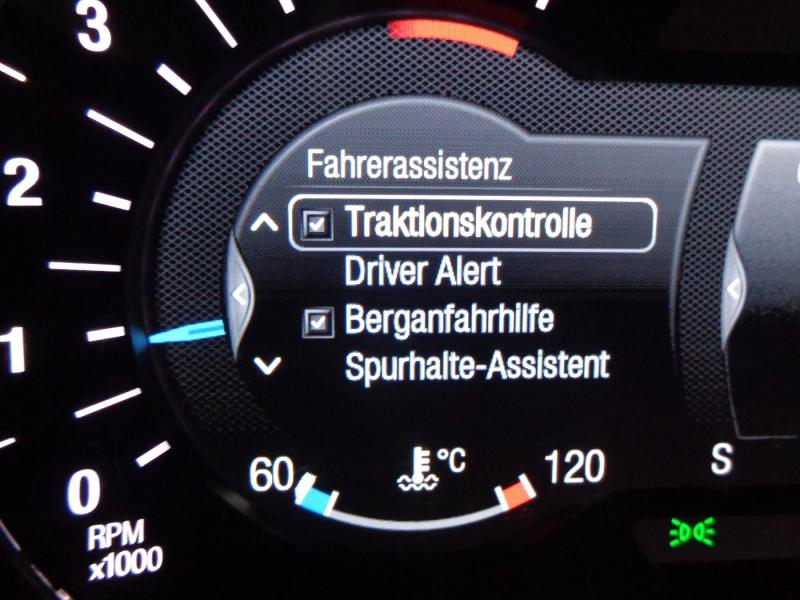 3
2
1
0
RPM
x1000
Fahrerassistenz
Traktionskontrolle
Driver Alert
Berganfahrhilfe
Spurhalte-Assistent
60
°C
120
S